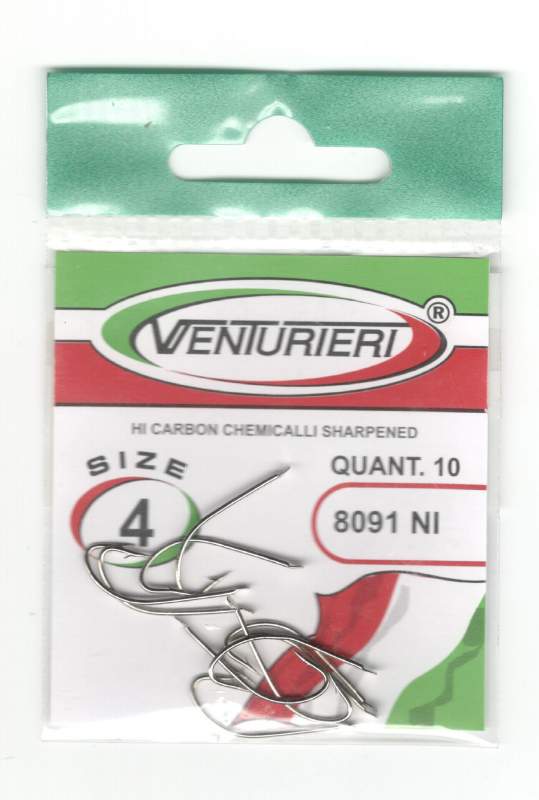 VENTURIERI ®
HI CARBON CHEMICALLI SHARPENED
SIZE
4
QUANT. 10
8091 NI